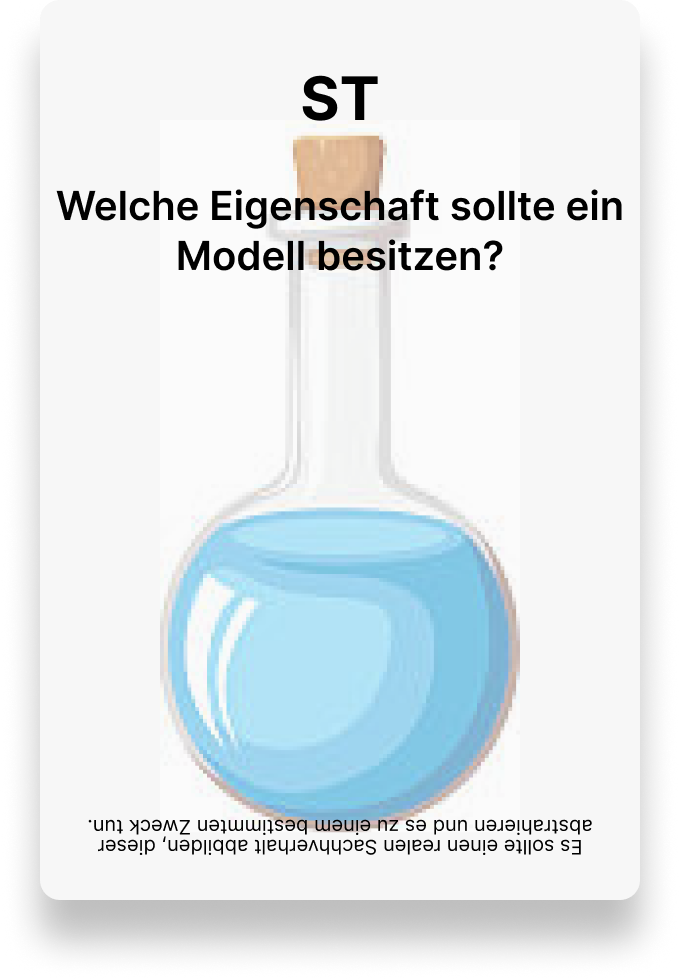 ST
Welche Eigenschaft sollte ein
Modell besitzen?
Es sollte einen realen Sachverhalt abbilden, dieser
abstrahieren und es zu einem bestimmten Zweck tun.